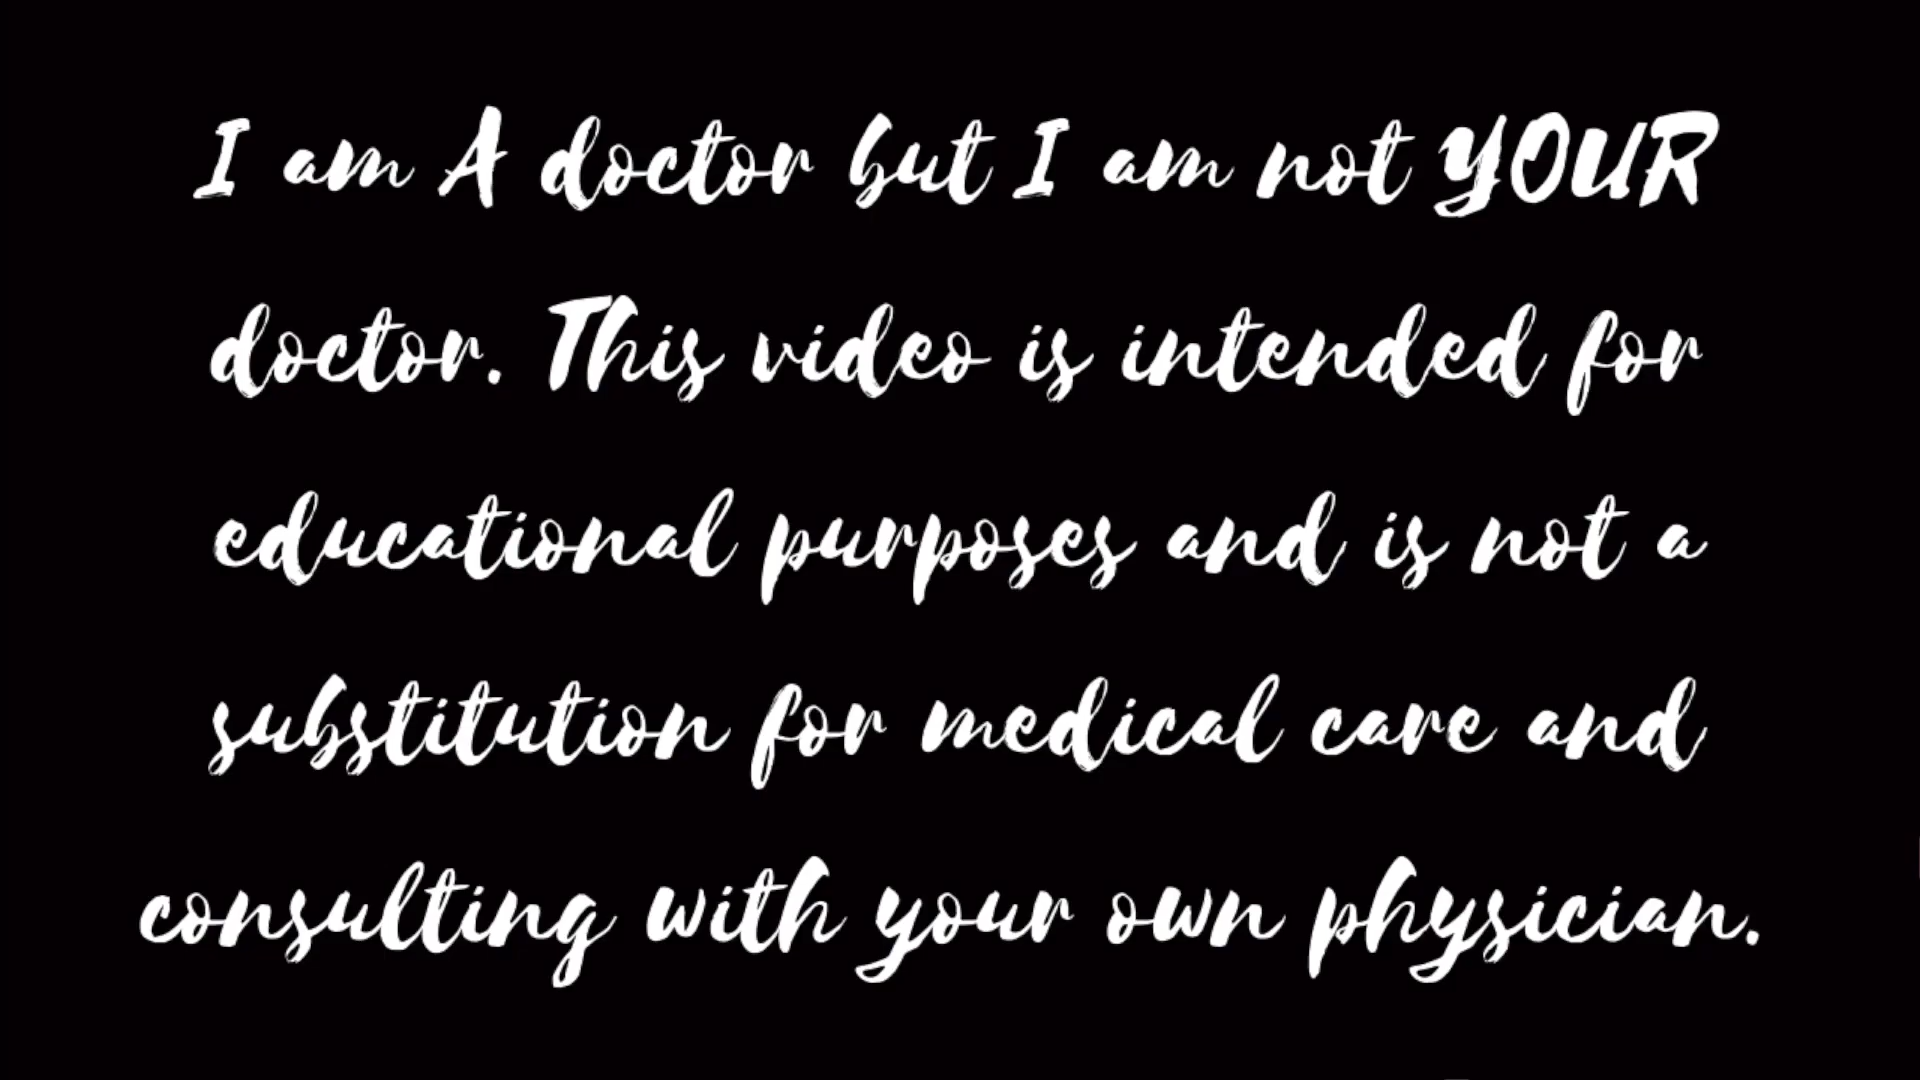 I am A doctor but I am not YOUR
doctor. This video is intended for
educational purposes and is not a
substitution for medical care and
consulting with your own physician.